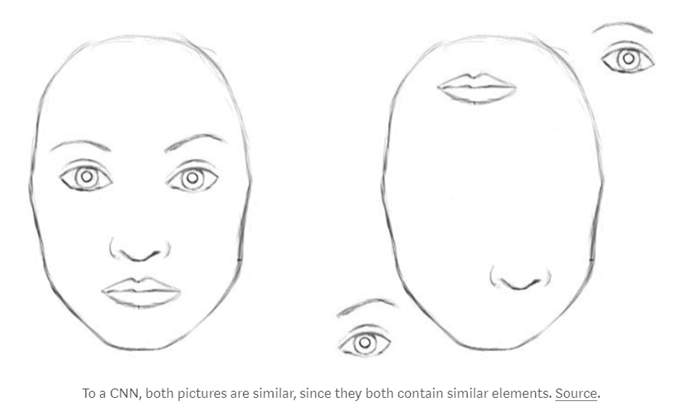 To a CNN, both pictures are similar, since they both contain similar elements. Source.